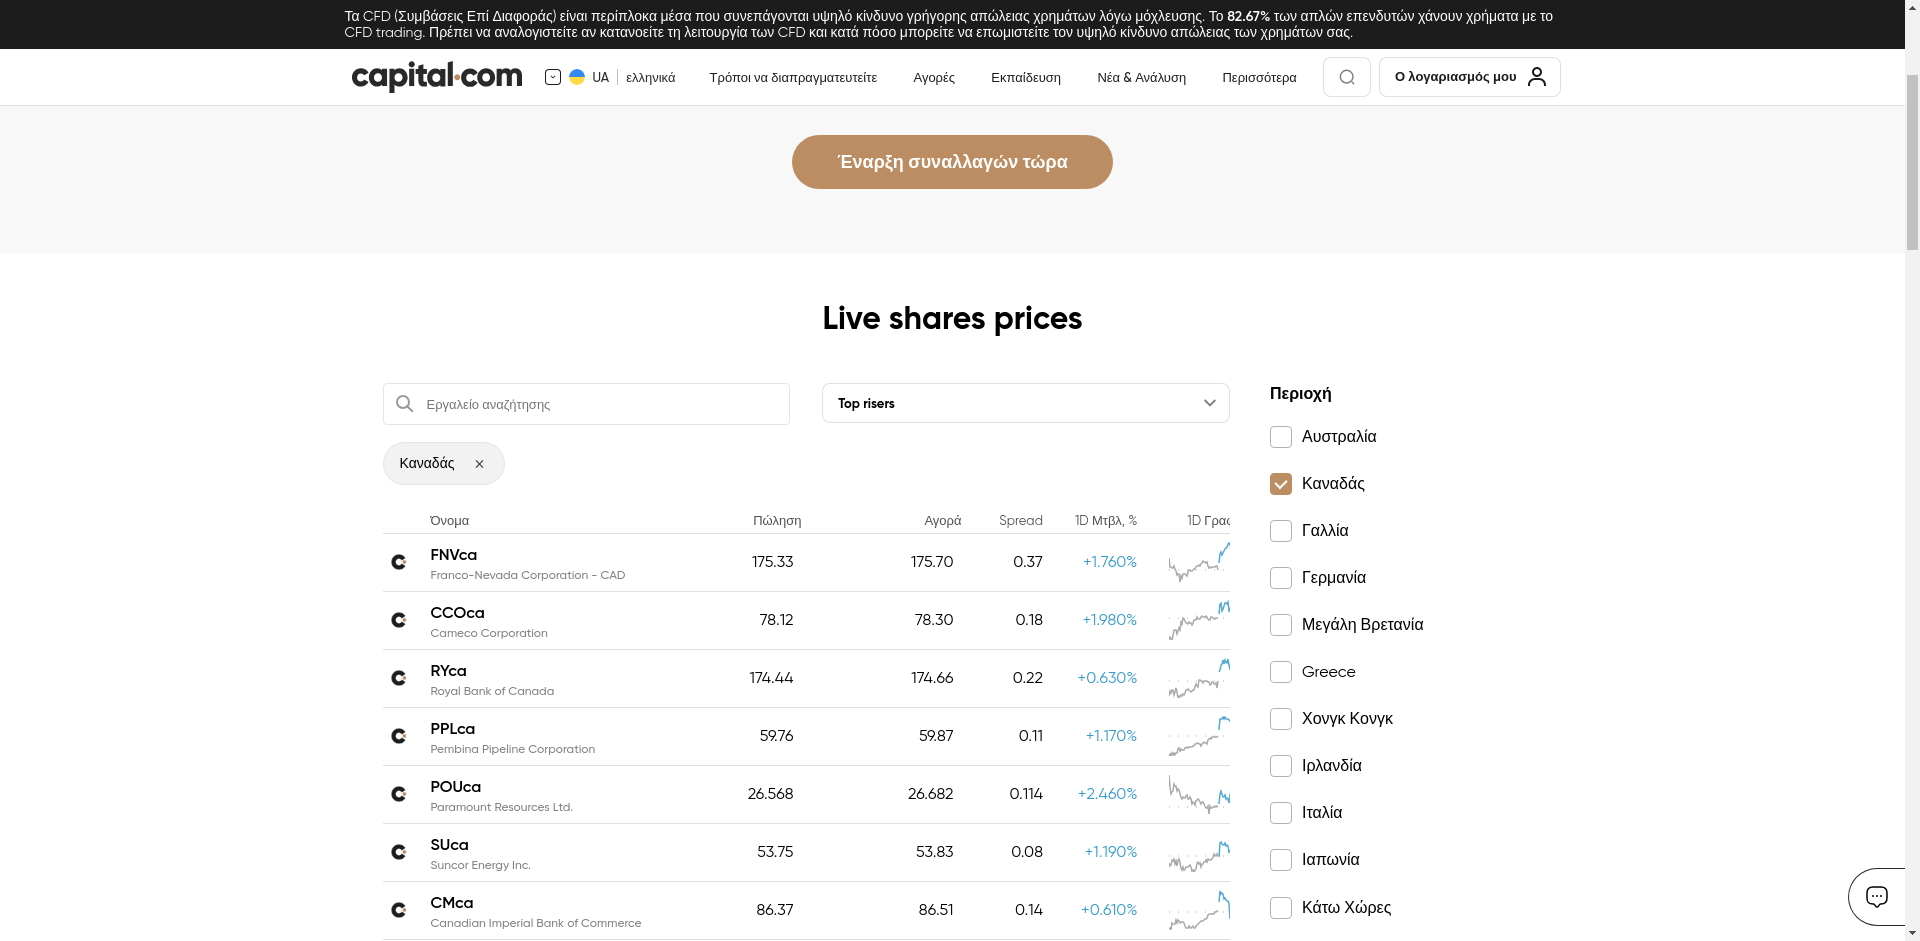 Τα CFD (Συμβάσεις Επί Διαφοράς) είναι περίπλοκα μέσα που συνεπάγονται υψηλό κίνδυνο γρήγορης απώλειας χρημάτων λόγω μόχλευσης. Το 82.67% των απλών επενδυτών χάνουν χρήματα με το
CFD trading. Πρέπει να αναλογιστείτε αν κατανοείτε τη λειτουργία των CFD και κατά πόσο μπορείτε να επωμιστείτε τον υψηλό κίνδυνο απώλειας των χρημάτων σας.
capital.com UA ελληνικά Τρόποι να διαπραγματευτείτε Αγορές Εκπαίδευση Νέα & Ανάλυση Περισσότερα Ο λογαριασμός μου
Έναρξη συναλλαγών τώρα
Live shares prices
Εργαλείο αναζήτησης
Top risers
Καναδάς
Όνομα Πώληση Αγορά Spread 1D Μτβλ, % 1D Γρας
FNVca 175.33 175.70 0.37 +1.760%
Franco-Nevada Corporation - CAD
CCOca 78.12 78.30 0.18 +1.980%
Cameco Corporation
RYca 174.44 174.66 0.22 +0.630%
Royal Bank of Canada
PPLca 59.76 59.87 0.11 +1.170%
Pembina Pipeline Corporation
POUca 26.568 26.682 0.114 +2.460%
Paramount Resources Ltd.
SUca 53.75 53.83 0.08 +1.190%
Suncor Energy Inc.
CMca 86.37 86.51 0.14 +0.610%
Canadian Imperial Bank of Commerce
Περιοχή
Αυστραλία
Καναδάς
Γαλλία
Γερμανία
Μεγάλη Βρετανία
Greece
Χονγκ Κονγκ
Ιρλανδία
Ιταλία
Ιαπωνία
Κάτω Χώρες